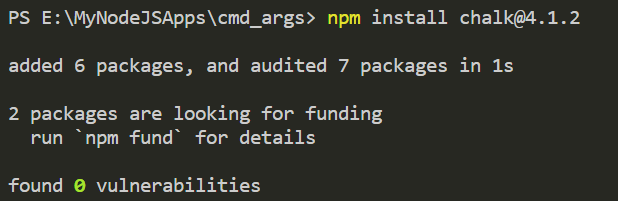 PS E:\MyNodeJSApps\cmd_args> npm install chalk@4.1.2
added 6 packages, and audited 7 packages in 1s
2 packages are looking for funding
  run `npm fund` for details
found 0 vulnerabilities